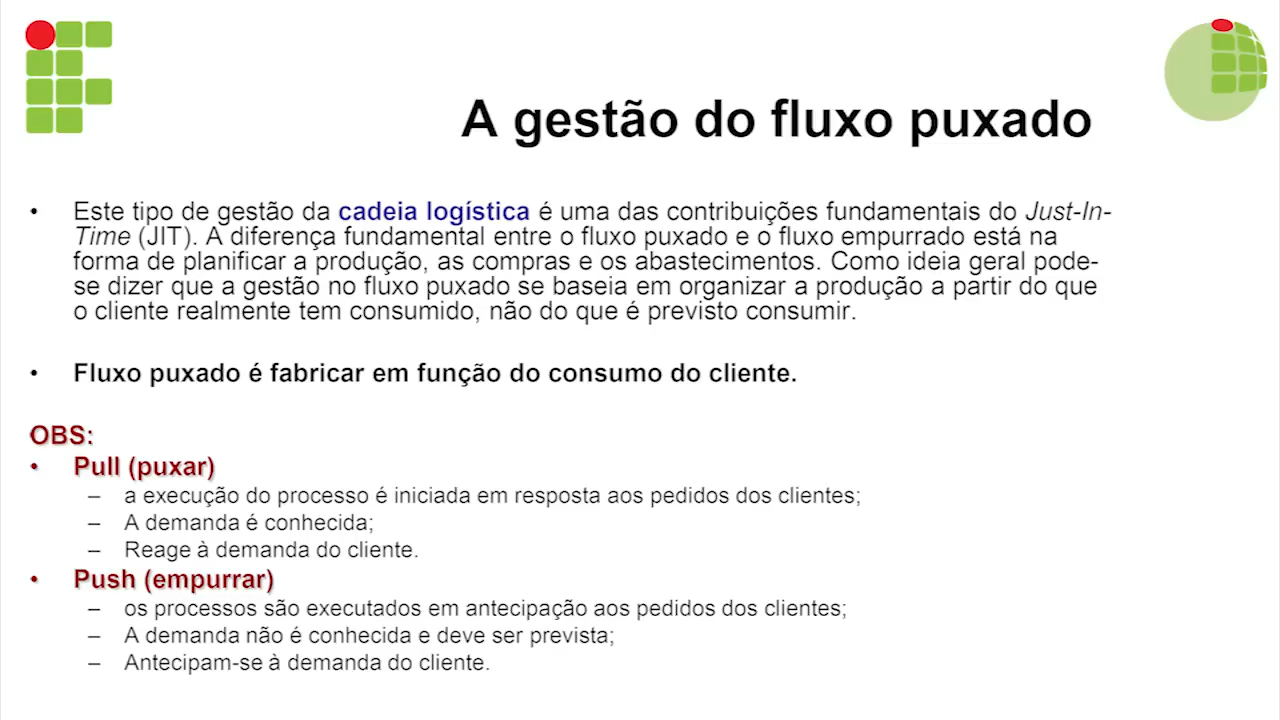 A gestão do fluxo puxado
• Este tipo de gestão da cadeia logística é uma das contribuições fundamentais do Just-In-
Time (JIT). A diferença fundamental entre o fluxo puxado e o fluxo empurrado está na
forma de planificar a produção, as compras e os abastecimentos. Como ideia geral pode-
se dizer que a gestão no fluxo puxado se baseia em organizar a produção a partir do que
o cliente realmente tem consumido, não do que é previsto consumir.
• Fluxo puxado é fabricar em função do consumo do cliente.
OBS:
• Pull (puxar)
– a execução do processo é iniciada em resposta aos pedidos dos clientes;
– A demanda é conhecida;
– Reage à demanda do cliente.
• Push (empurrar)
– os processos são executados em antecipação aos pedidos dos clientes;
– A demanda não é conhecida e deve ser prevista;
– Antecipam-se à demanda do cliente.